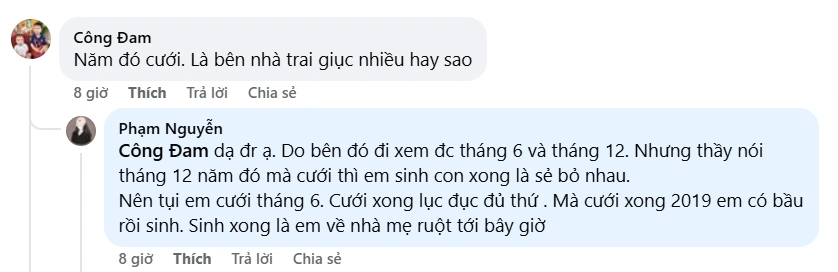 Công Đam
Năm đó cưới. Là bên nhà trai giục nhiều hay sao
8 giờ Thích Trả lời Chia sẻ
Phạm Nguyễn
Công Đam dạ đr ạ. Do bên đó đi xem đc tháng 6 và tháng 12. Nhưng thầy nói
tháng 12 năm đó mà cưới thì em sinh con xong là sẻ bỏ nhau.
Nên tụi em cưới tháng 6. Cưới xong lục đục đủ thứ . Mà cưới xong 2019 em có bầu
rồi sinh. Sinh xong là em về nhà mẹ ruột tới bây giờ
8 giờ Thích Trả lời Chia sẻ